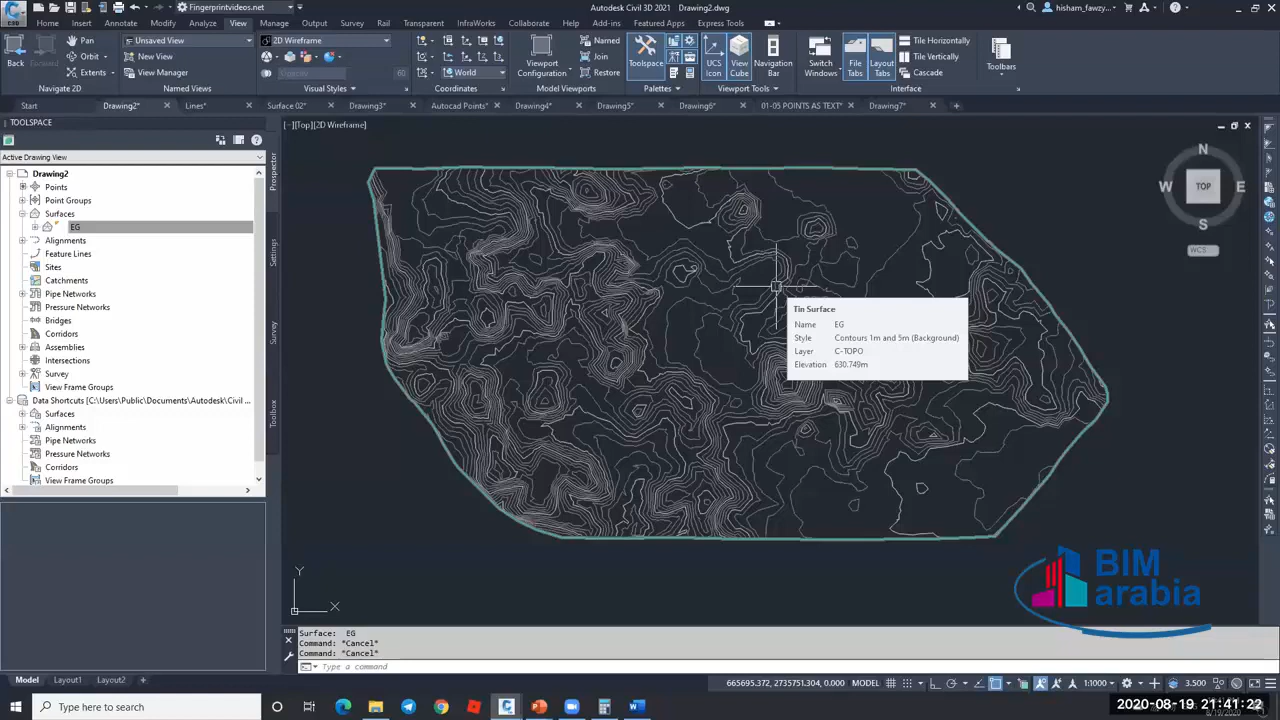 C3D
Fingerprintvideos.net
Autodesk Civil 3D 2021 Drawing2.dwg
hisham_fawzy...
Home Insert Annotate Modify Analyze View Manage Output Survey Rail Transparent InfraWorks Collaborate Help Add-ins Featured Apps Express Tools
Back
Forward
Pan
Orbit
Extents
Navigate 2D
Unsaved View
New View
View Manager
Named Views
2D Wireframe
Opacity 60
Visual Styles
World
Coordinates
Viewport
Configuration
Named
Join
Restore
Model Viewports
Toolspace
Palettes
UCS
Icon
View
Cube
Navigation
Bar
Viewport Tools
Switch
Windows
File
Tabs
Layout
Tabs
Tile Horizontally
Tile Vertically
Cascade
Interface
Toolbars
Start Drawing2* Lines* Surface 02* Drawing3* Autocad Points* Drawing4* Drawing5* Drawing6* 01-05 POINTS AS TEXT* Drawing7*
TOOLSPACE
Active Drawing View
Drawing2
Points
Point Groups
Surfaces
EG
Alignments
Feature Lines
Sites
Catchments
Pipe Networks
Pressure Networks
Bridges
Corridors
Assemblies
Intersections
Survey
View Frame Groups
Data Shortcuts [C:\Users\Public\Documents\Autodesk\Civil ...
Surfaces
Alignments
Pipe Networks
Pressure Networks
Corridors
View Frame Groups
Prospector
Settings
Survey
Toolbox
[−][Top][2D Wireframe]
N
W TOP E
S
WCS
Tin Surface
Name EG
Style Contours 1m and 5m (Background)
Layer C-TOPO
Elevation 630.749m
Y
X
BIM
arabia
Surface: EG
Command: *Cancel*
Command: *Cancel*
Type a command
Model Layout1 Layout2
665695.372, 2735751.304, 0.000 MODEL
1:1000
3.500
Type here to search
2020-08-19 21:41:22